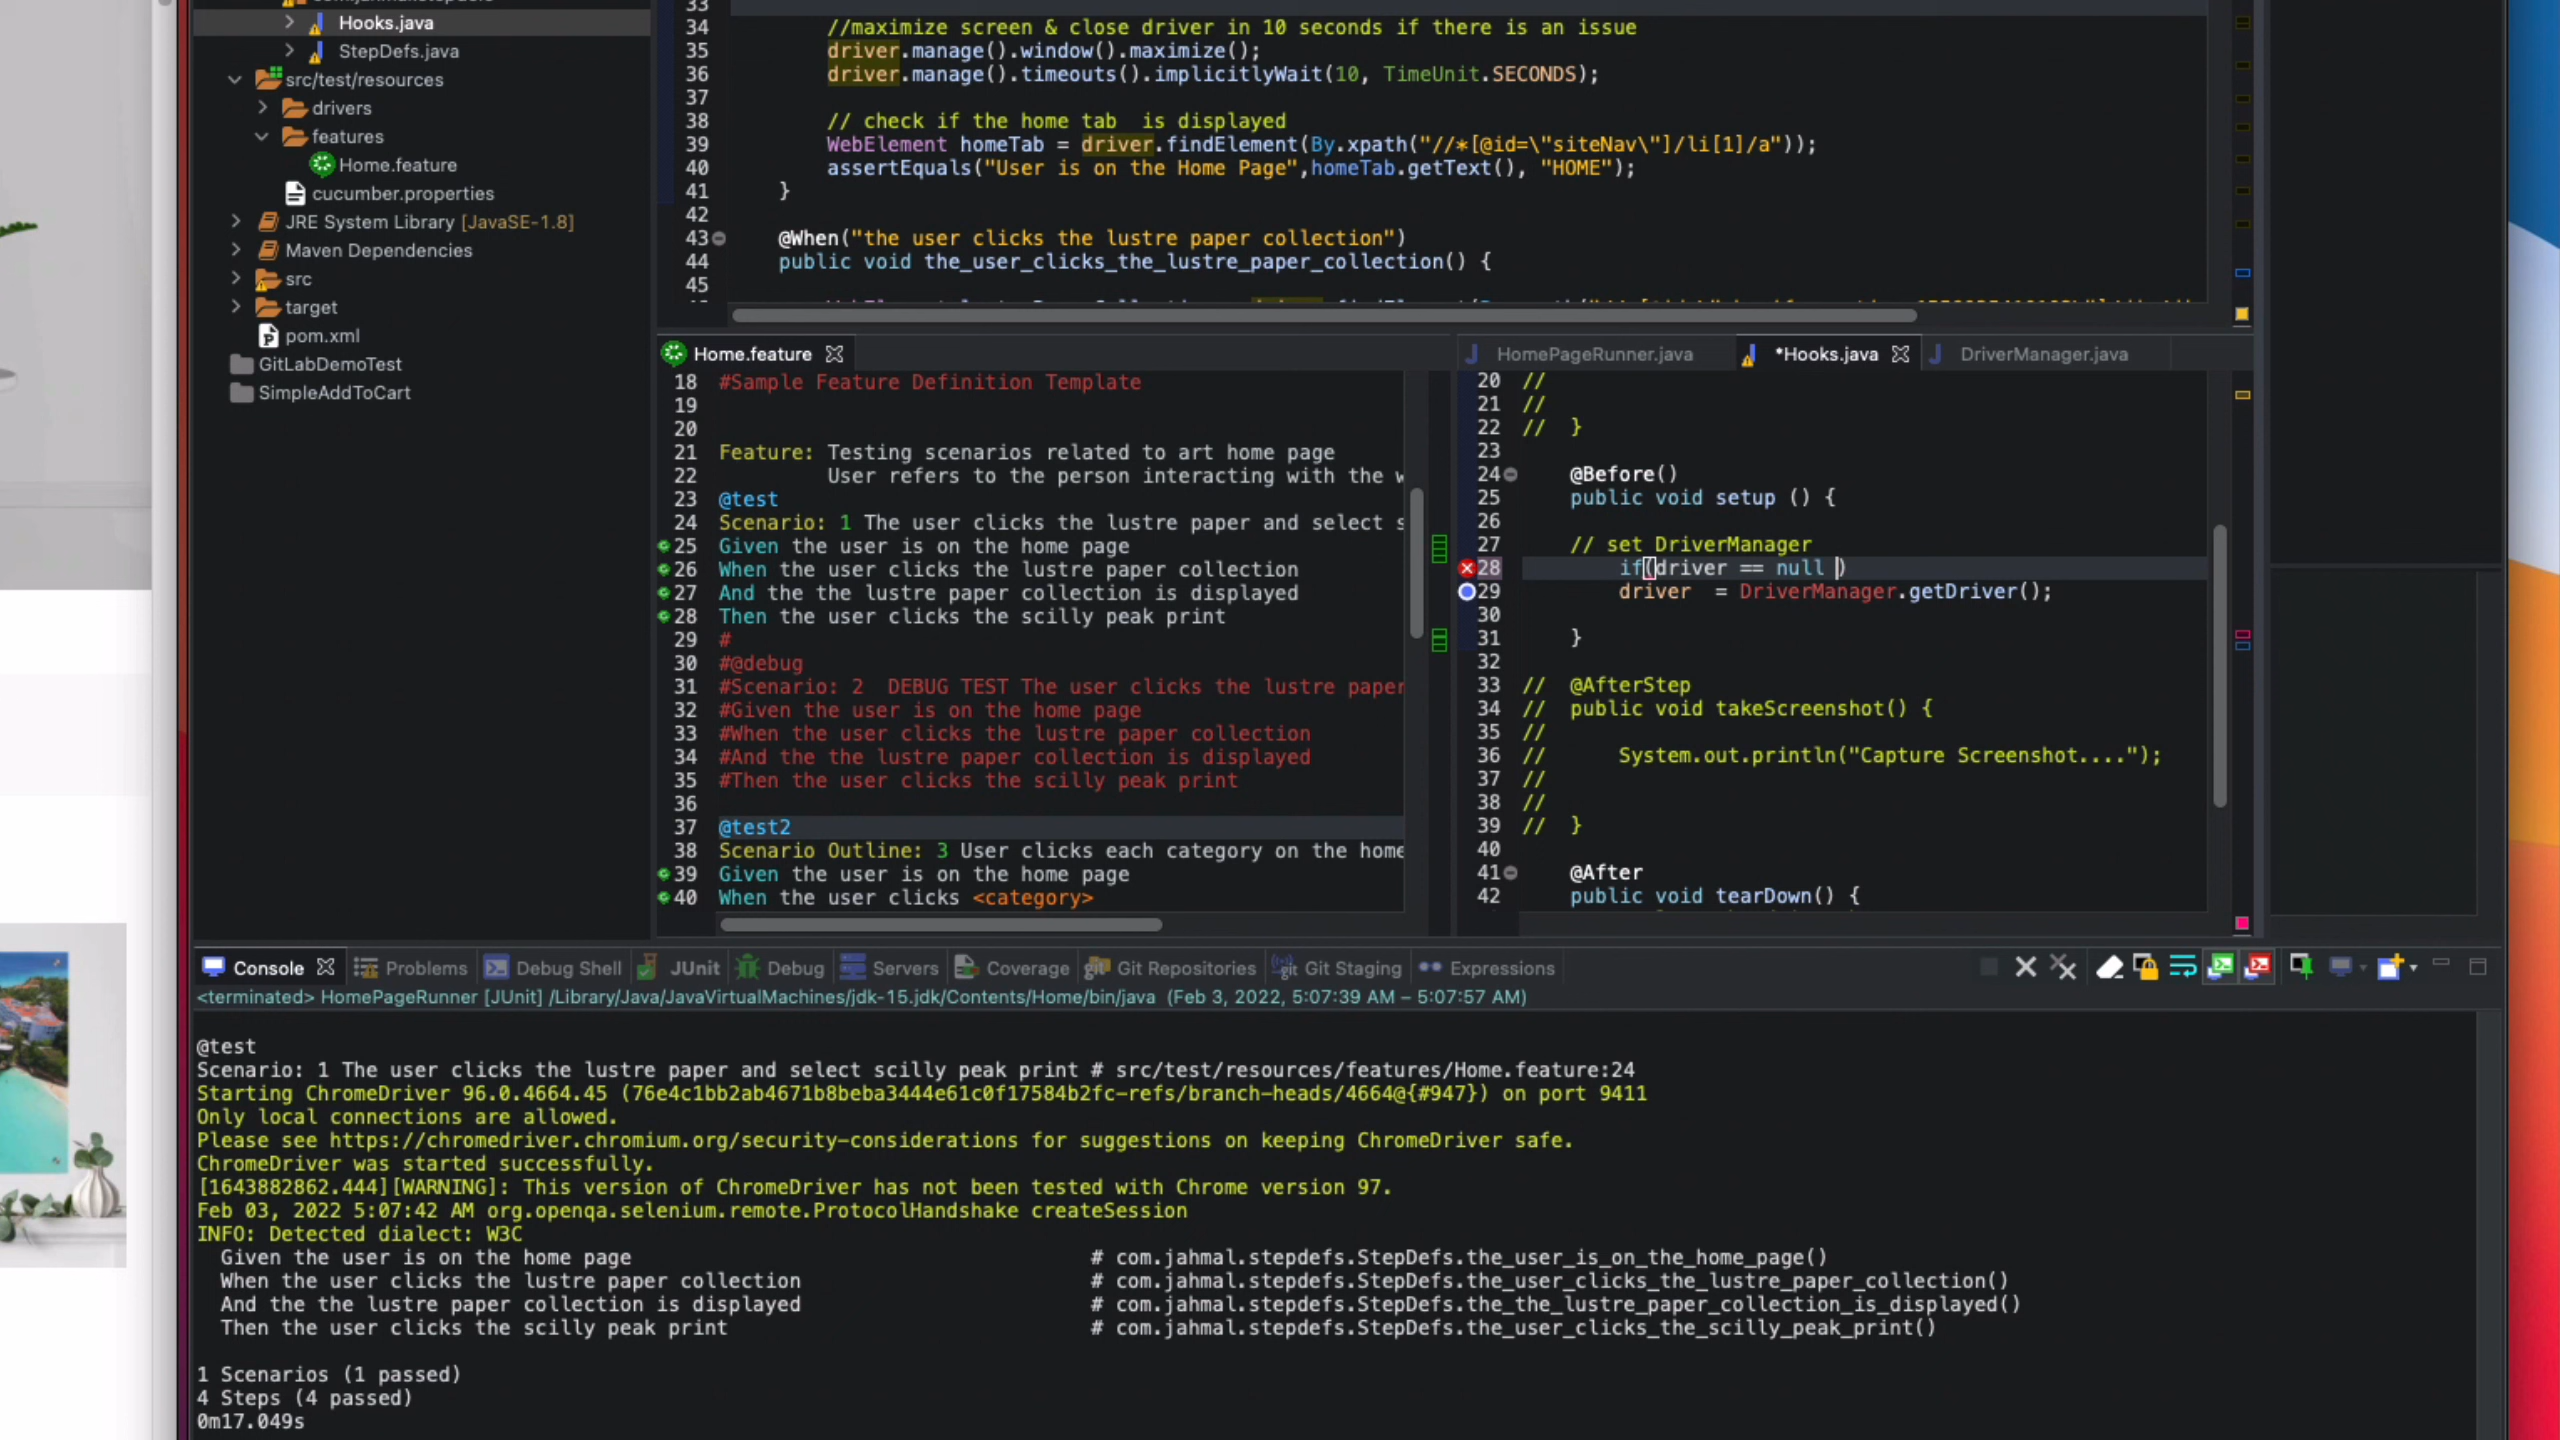 Hooks.java
StepDefs.java
src/test/resources
drivers
features
Home.feature
cucumber.properties
JRE System Library [JavaSE-1.8]
Maven Dependencies
src
target
pom.xml
GitLabDemoTest
SimpleAddToCart
33
34 //maximize screen & close driver in 10 seconds if there is an issue
35 driver.manage().window().maximize();
36 driver.manage().timeouts().implicitlyWait(10, TimeUnit.SECONDS);
37
38 // check if the home tab  is displayed
39 WebElement homeTab = driver.findElement(By.xpath("//*[@id=\"siteNav\"]/li[1]/a"));
40 assertEquals("User is on the Home Page",homeTab.getText(), "HOME");
41 }
42
43 @When("the user clicks the lustre paper collection")
44 public void the_user_clicks_the_lustre_paper_collection() {
45
Home.feature
18 #Sample Feature Definition Template
19
20
21 Feature: Testing scenarios related to art home page
22 User refers to the person interacting with the w
23 @test
24 Scenario: 1 The user clicks the lustre paper and select s
25 Given the user is on the home page
26 When the user clicks the lustre paper collection
27 And the the lustre paper collection is displayed
28 Then the user clicks the scilly peak print
29 #
30 #@debug
31 #Scenario: 2  DEBUG TEST The user clicks the lustre paper
32 #Given the user is on the home page
33 #When the user clicks the lustre paper collection
34 #And the the lustre paper collection is displayed
35 #Then the user clicks the scilly peak print
36
37 @test2
38 Scenario Outline: 3 User clicks each category on the home
39 Given the user is on the home page
40 When the user clicks <category>
HomePageRunner.java *Hooks.java DriverManager.java
20 //
21 //
22 // }
23
24 @Before()
25 public void setup () {
26
27 // set DriverManager
28 if(driver == null )
29 driver  = DriverManager.getDriver();
30
31 }
32
33 // @AfterStep
34 // public void takeScreenshot() {
35 //
36 // System.out.println("Capture Screenshot....");
37 //
38 //
39 // }
40
41 @After
42 public void tearDown() {
Console Problems Debug Shell JUnit Debug Servers Coverage Git Repositories Git Staging Expressions
<terminated> HomePageRunner [JUnit] /Library/Java/JavaVirtualMachines/jdk-15.jdk/Contents/Home/bin/java (Feb 3, 2022, 5:07:39 AM – 5:07:57 AM)
@test
Scenario: 1 The user clicks the lustre paper and select scilly peak print # src/test/resources/features/Home.feature:24
Starting ChromeDriver 96.0.4664.45 (76e4c1bb2ab4671b8beba3444e61c0f17584b2fc-refs/branch-heads/4664@{#947}) on port 9411
Only local connections are allowed.
Please see https://chromedriver.chromium.org/security-considerations for suggestions on keeping ChromeDriver safe.
ChromeDriver was started successfully.
[1643882862.444][WARNING]: This version of ChromeDriver has not been tested with Chrome version 97.
Feb 03, 2022 5:07:42 AM org.openqa.selenium.remote.ProtocolHandshake createSession
INFO: Detected dialect: W3C
Given the user is on the home page # com.jahmal.stepdefs.StepDefs.the_user_is_on_the_home_page()
When the user clicks the lustre paper collection # com.jahmal.stepdefs.StepDefs.the_user_clicks_the_lustre_paper_collection()
And the the lustre paper collection is displayed # com.jahmal.stepdefs.StepDefs.the_the_lustre_paper_collection_is_displayed()
Then the user clicks the scilly peak print # com.jahmal.stepdefs.StepDefs.the_user_clicks_the_scilly_peak_print()
1 Scenarios (1 passed)
4 Steps (4 passed)
0m17.049s